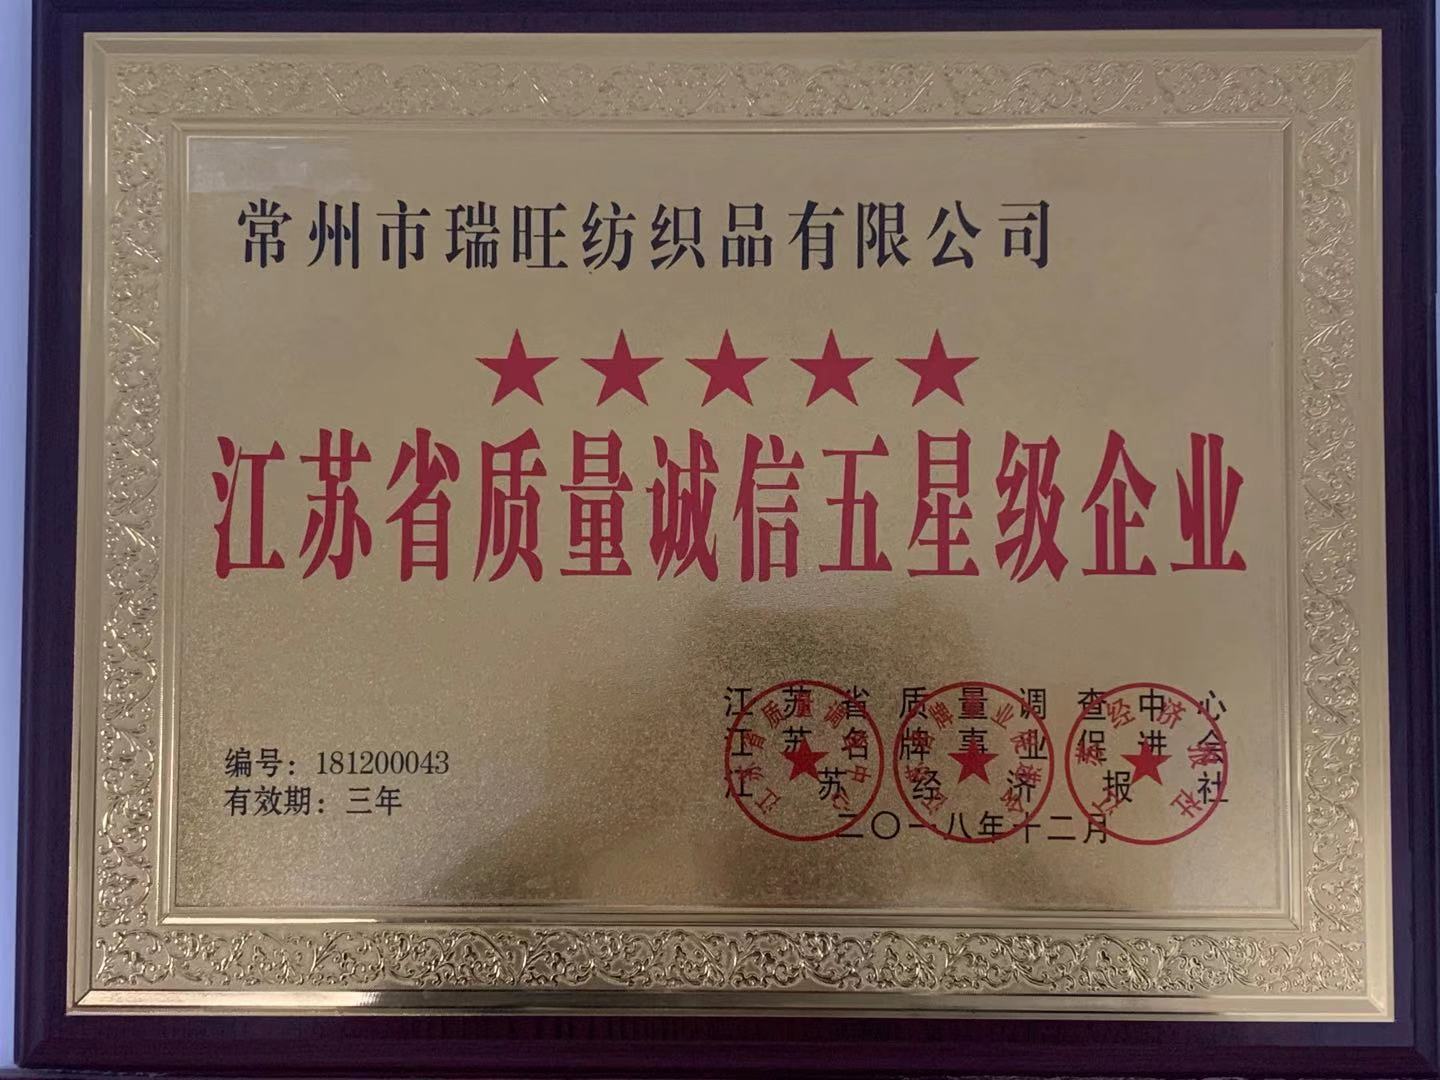 常州市瑞旺纺织品有限公司
★★★★★
江苏省质量诚信五星级企业
编号：181200043
有效期：三年
江苏省质量调查中心
江苏名牌事业促进会
江苏经济报社
二〇一八年十二月